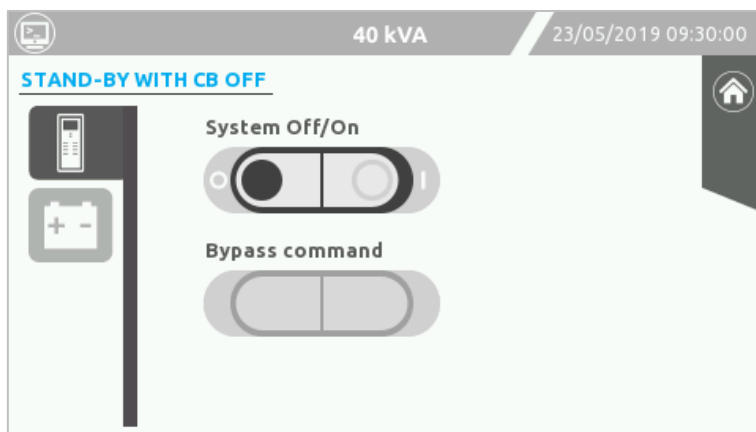 40 kVA
23/05/2019 09:30:00
STAND-BY WITH CB OFF
System Off/On
Bypass command